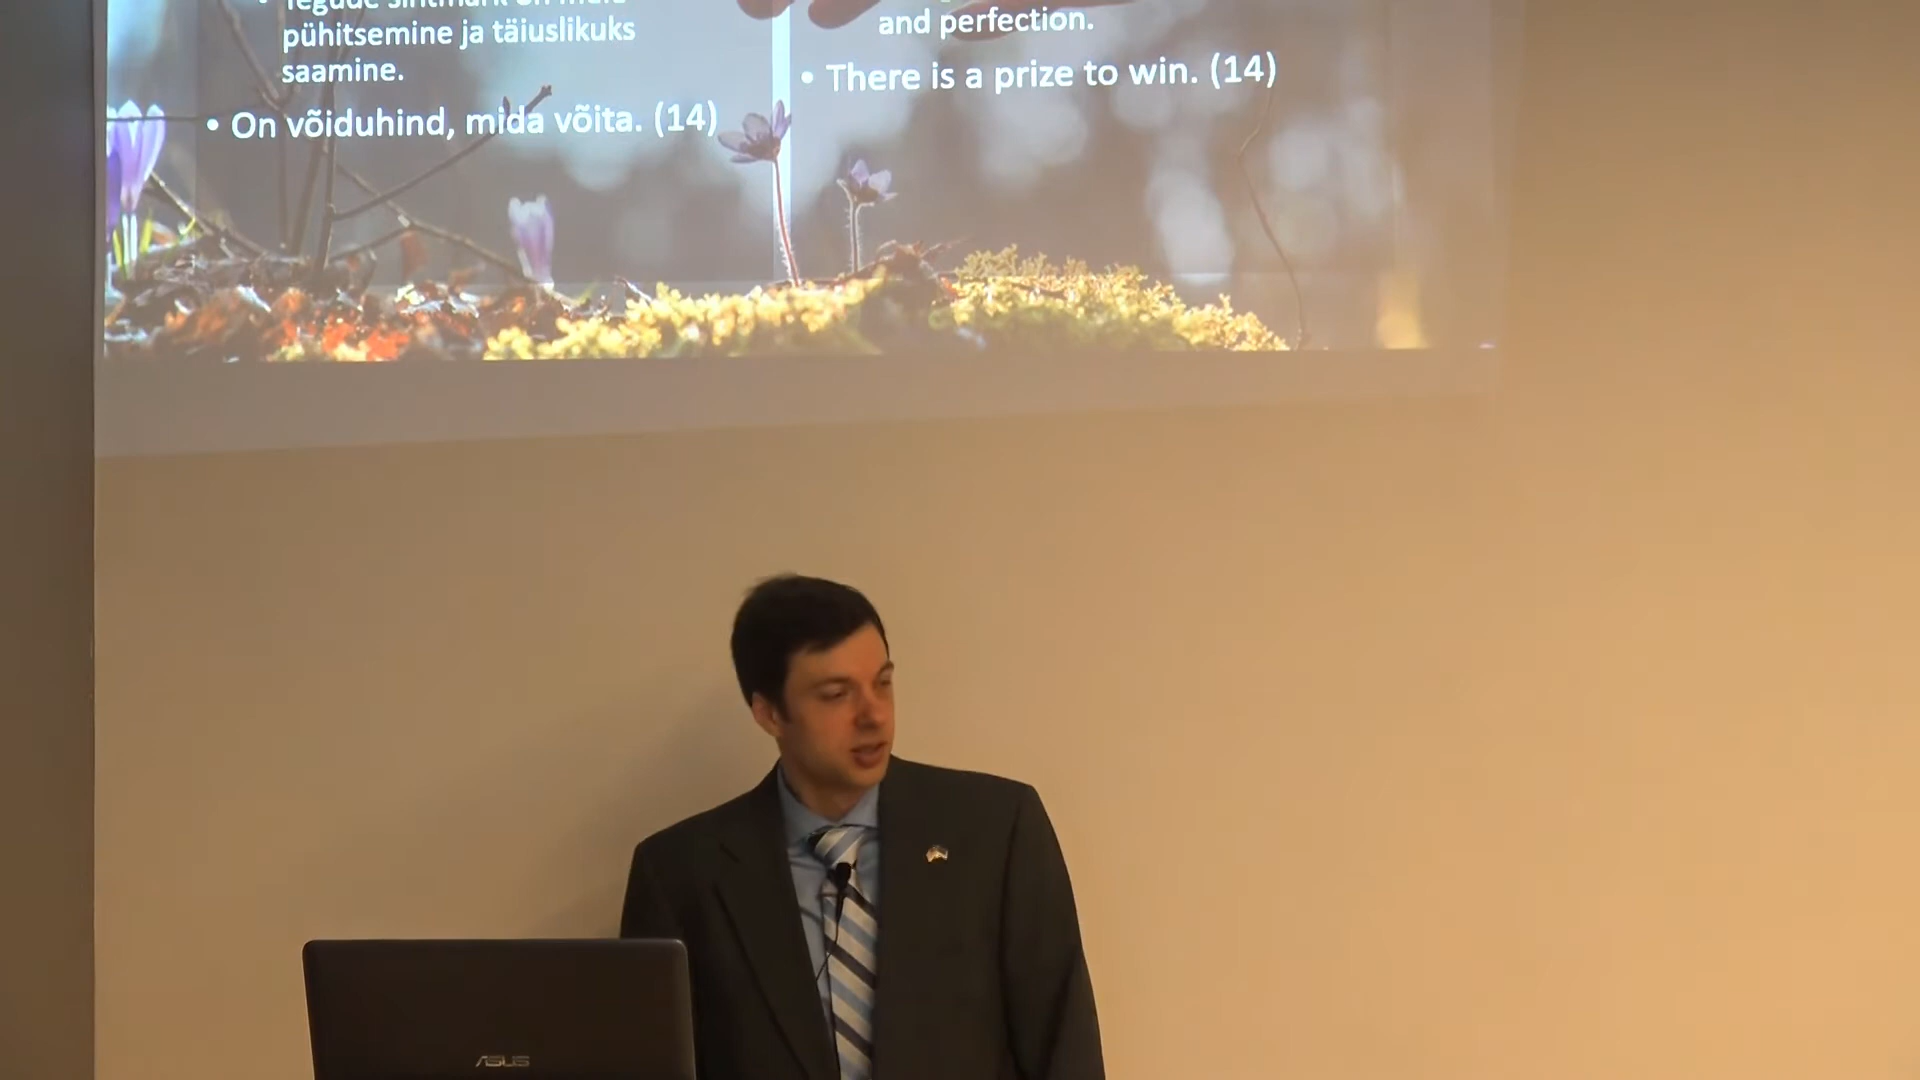 pühitsemine ja täiuslikuks
saamine.
• On võiduhind, mida võita. (14)
and perfection.
• There is a prize to win. (14)
ASUS